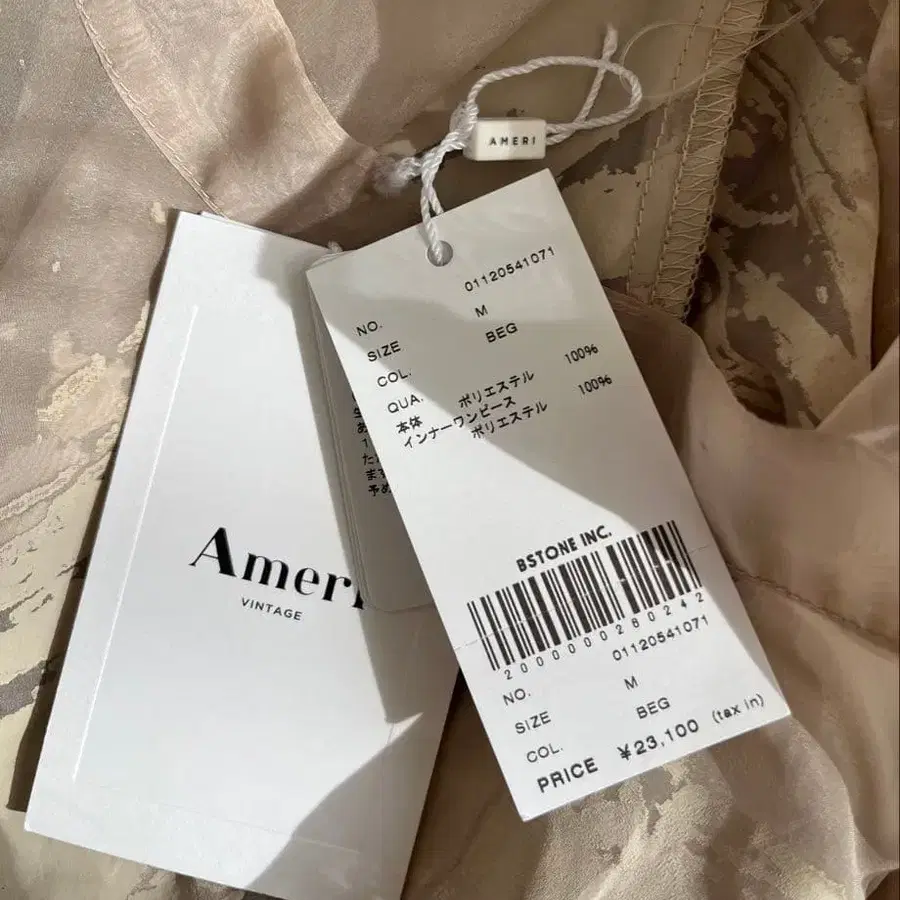 AMERI
01120541071
NO.
M
SIZE
BEG
COL.
QUA.
本体 ポリエステル 100%
インナーワンピース
ポリエステル 100%
BSTONE INC.
2000000280242
NO. 01120541071
SIZE M
COL. BEG
PRICE ¥23,100 (tax in)
Ameri
VINTAGE